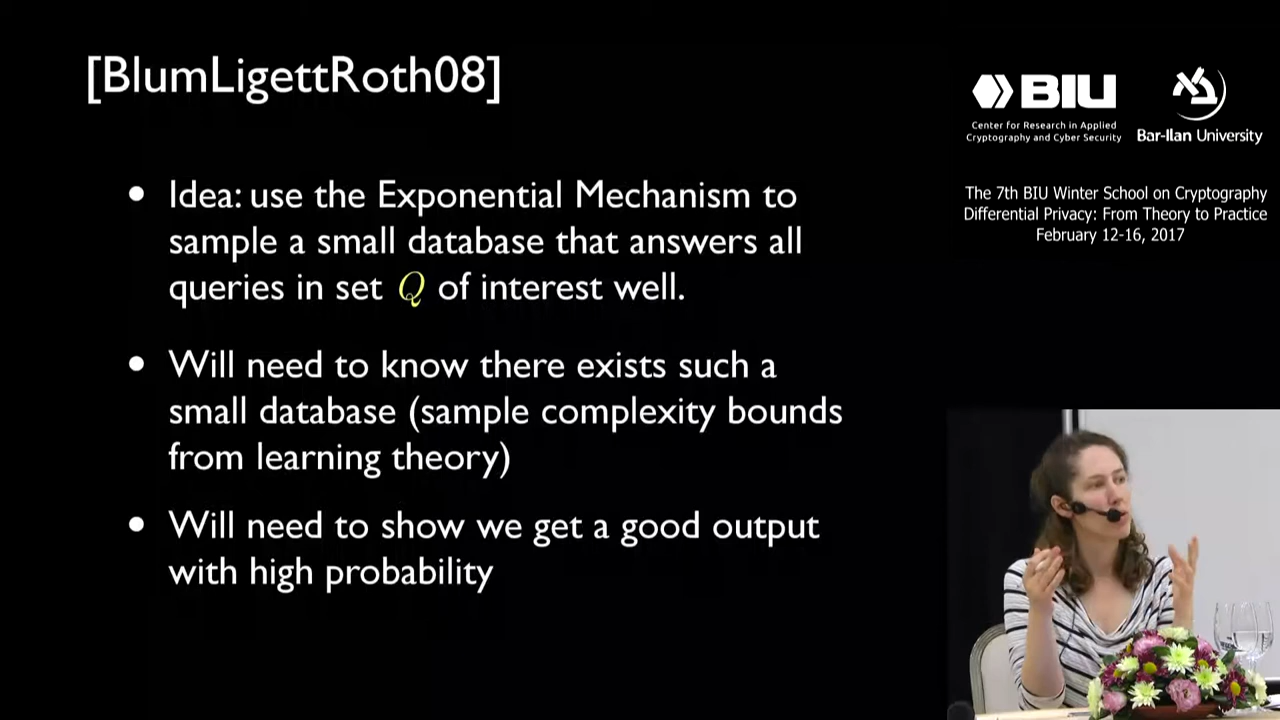 [BlumLigettRoth08]
• Idea: use the Exponential Mechanism to
sample a small database that answers all
queries in set Q of interest well.
• Will need to know there exists such a
small database (sample complexity bounds
from learning theory)
• Will need to show we get a good output
with high probability
BIU
Center for Research in Applied
Cryptography and Cyber Security
Bar-Ilan University
The 7th BIU Winter School on Cryptography
Differential Privacy: From Theory to Practice
February 12-16, 2017